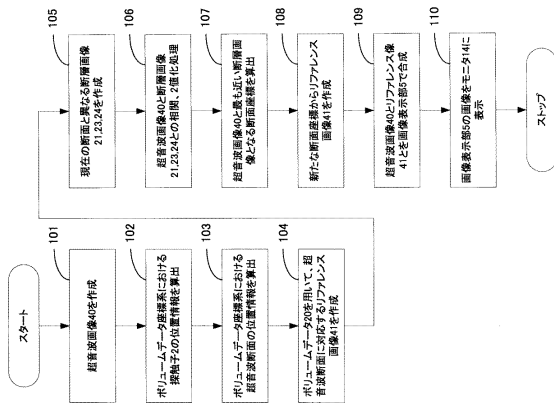 スタート
101
超音波画像40を作成
102
ボリュームデータ座標系における
探触子2の位置情報を算出
103
ボリュームデータ座標系における
超音波断面の位置情報を算出
104
ボリュームデータ20を用いて、超
音波断面に対応するリファレンス
画像41を作成
105
現在の断面と異なる断層画像
21,23,24を作成
106
超音波画像40と断層画像
21,23,24との相関、2値化処理
107
超音波画像40と最も近い断層画
像となる断面座標を算出
108
新たな断面座標からリファレンス
画像41を作成
109
超音波画像40とリファレンス像
41とを画像表示部5で合成
110
画像表示部5の画像をモニタ14に
表示
ストップ